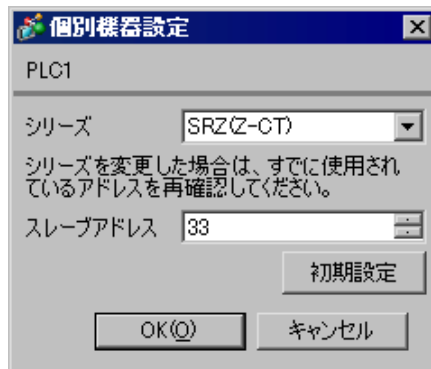 個別機器設定
PLC1
シリーズ SRZ(Z-CT)
シリーズを変更した場合は、すでに使用され
ているアドレスを再確認してください。
スレーブアドレス 33
初期設定
OK(O) キャンセル